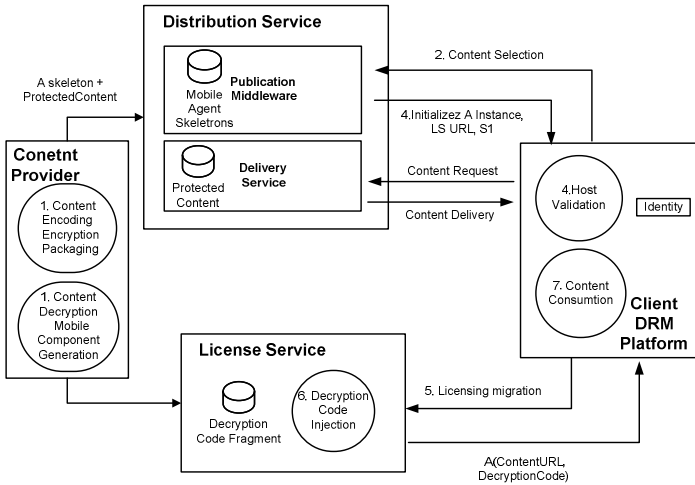 Distribution Service
Publication
Middleware
Mobile
Agent
Skeletrons
Delivery
Service
Protected
Content
A skeleton +
ProtectedContent
2. Content Selection
4.Initializez A Instance,
LS URL, S1
Content Request
Content Delivery
Conetnt
Provider
1. Content
Encoding
Encryption
Packaging
1. Content
Decryption
Mobile
Component
Generation
4.Host
Validation
Identity
7. Content
Consumtion
Client
DRM
Platform
License Service
Decryption
Code Fragment
6. Decryption
Code
Injection
5. Licensing migration
A(ContentURL,
DecryptionCode)